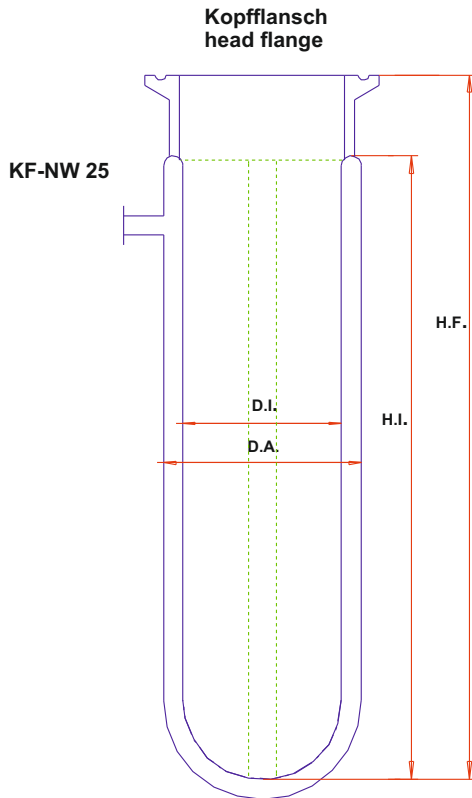 Kopfflansch
head flange
KF-NW 25
H.F.
D.I.
H.I.
D.A.